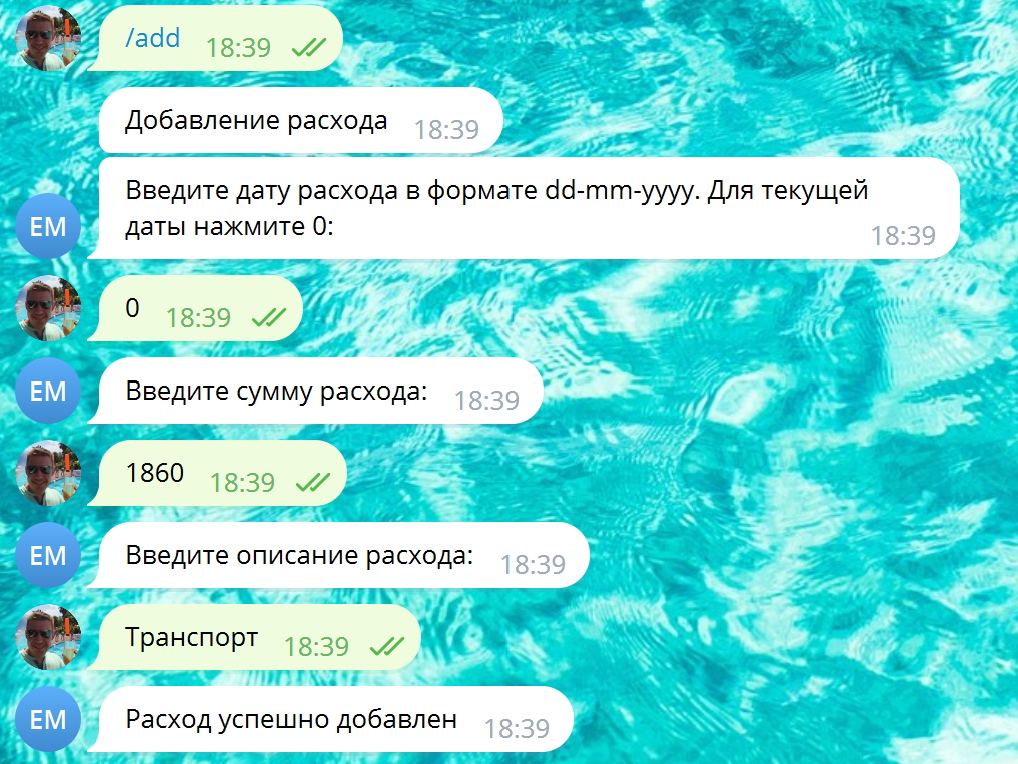 /add 18:39
Добавление расхода 18:39
Введите дату расхода в формате dd-mm-yyyy. Для текущей
даты нажмите 0: 18:39
EM
0 18:39
EM
Введите сумму расхода: 18:39
1860 18:39
EM
Введите описание расхода: 18:39
Транспорт 18:39
EM
Расход успешно добавлен 18:39